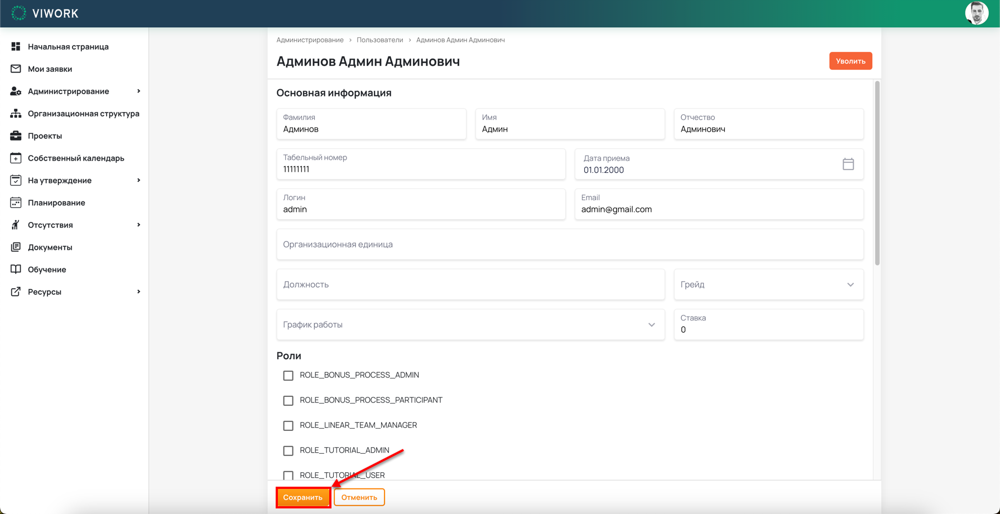 VIWORK
Начальная страница
Мои заявки
Администрирование
Организационная структура
Проекты
Собственный календарь
На утверждение
Планирование
Отсутствия
Документы
Обучение
Ресурсы
Администрирование › Пользователи › Админов Админ Админович
Админов Админ Админович
Уволить
Основная информация
Фамилия
Админов
Имя
Админ
Отчество
Админович
Табельный номер
11111111
Дата приема
01.01.2000
Логин
admin
Email
admin@gmail.com
Организационная единица
Должность
Грейд
График работы
Ставка
0
Роли
ROLE_BONUS_PROCESS_ADMIN
ROLE_BONUS_PROCESS_PARTICIPANT
ROLE_LINEAR_TEAM_MANAGER
ROLE_TUTORIAL_ADMIN
ROLE_TUTORIAL_USER
Сохранить
Отменить